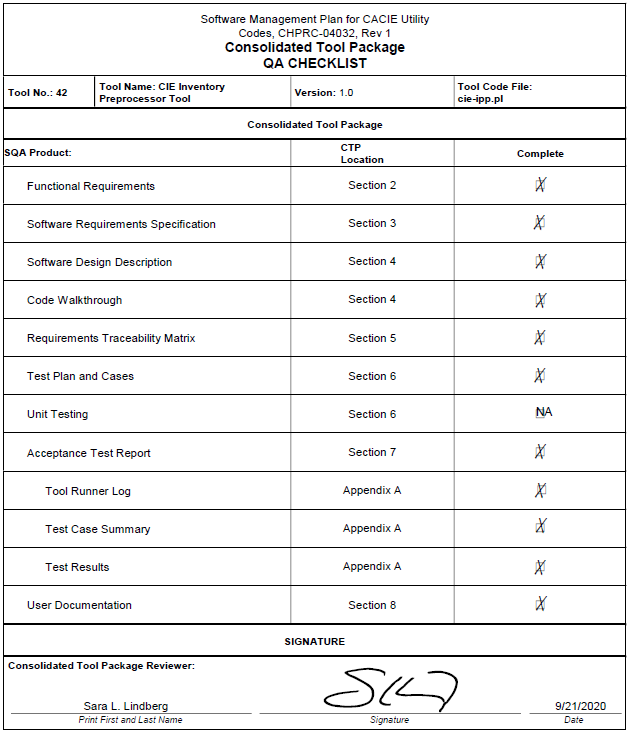 Software Management Plan for CACIE Utility
Codes, CHPRC-04032, Rev 1
Consolidated Tool Package
QA CHECKLIST
Tool No.: 42
Tool Name: CIE Inventory
Preprocessor Tool
Version: 1.0
Tool Code File:
cie-ipp.pl
Consolidated Tool Package
SQA Product:
CTP
Location
Complete
Functional Requirements Section 2 X
Software Requirements Specification Section 3 X
Software Design Description Section 4 X
Code Walkthrough Section 4 X
Requirements Traceability Matrix Section 5 X
Test Plan and Cases Section 6 X
Unit Testing Section 6 NA
Acceptance Test Report Section 7 X
Tool Runner Log Appendix A X
Test Case Summary Appendix A X
Test Results Appendix A X
User Documentation Section 8 X
SIGNATURE
Consolidated Tool Package Reviewer:
Sara L. Lindberg 9/21/2020
Print First and Last Name Signature Date